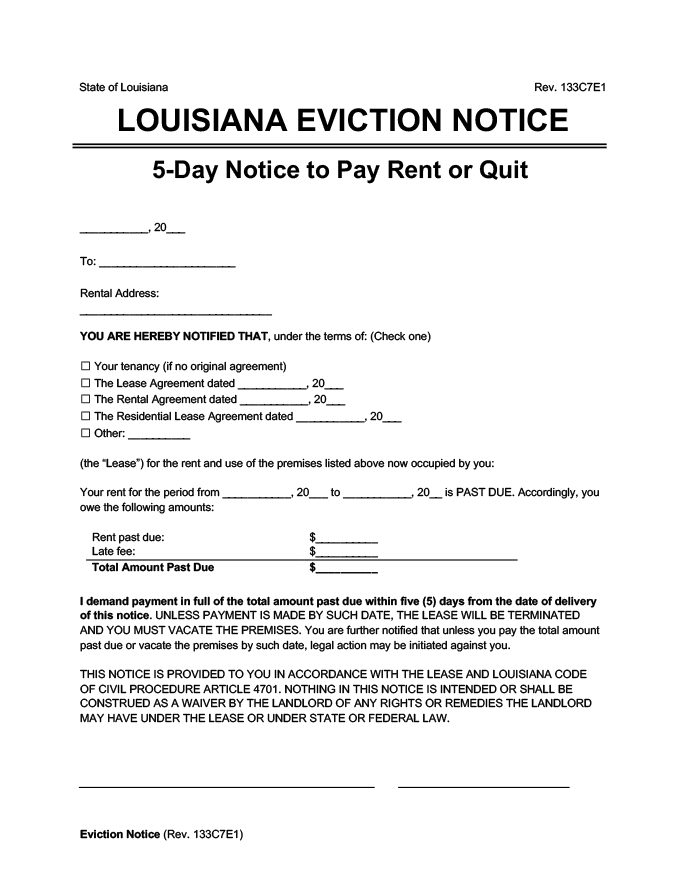 State of Louisiana Rev. 133C7E1
LOUISIANA EVICTION NOTICE
5-Day Notice to Pay Rent or Quit
___________, 20___
To: ______________________
Rental Address:
_______________________________
YOU ARE HEREBY NOTIFIED THAT, under the terms of: (Check one)
☐ Your tenancy (if no original agreement)
☐ The Lease Agreement dated ___________, 20___
☐ The Rental Agreement dated ___________, 20___
☐ The Residential Lease Agreement dated ___________, 20___
☐ Other: __________
(the “Lease”) for the rent and use of the premises listed above now occupied by you:
Your rent for the period from ___________, 20___ to ___________, 20__ is PAST DUE. Accordingly, you
owe the following amounts:
Rent past due: $__________
Late fee: $__________
Total Amount Past Due $__________
I demand payment in full of the total amount past due within five (5) days from the date of delivery
of this notice. UNLESS PAYMENT IS MADE BY SUCH DATE, THE LEASE WILL BE TERMINATED
AND YOU MUST VACATE THE PREMISES. You are further notified that unless you pay the total amount
past due or vacate the premises by such date, legal action may be initiated against you.
THIS NOTICE IS PROVIDED TO YOU IN ACCORDANCE WITH THE LEASE AND LOUISIANA CODE
OF CIVIL PROCEDURE ARTICLE 4701. NOTHING IN THIS NOTICE IS INTENDED OR SHALL BE
CONSTRUED AS A WAIVER BY THE LANDLORD OF ANY RIGHTS OR REMEDIES THE LANDLORD
MAY HAVE UNDER THE LEASE OR UNDER STATE OR FEDERAL LAW.
Eviction Notice (Rev. 133C7E1)